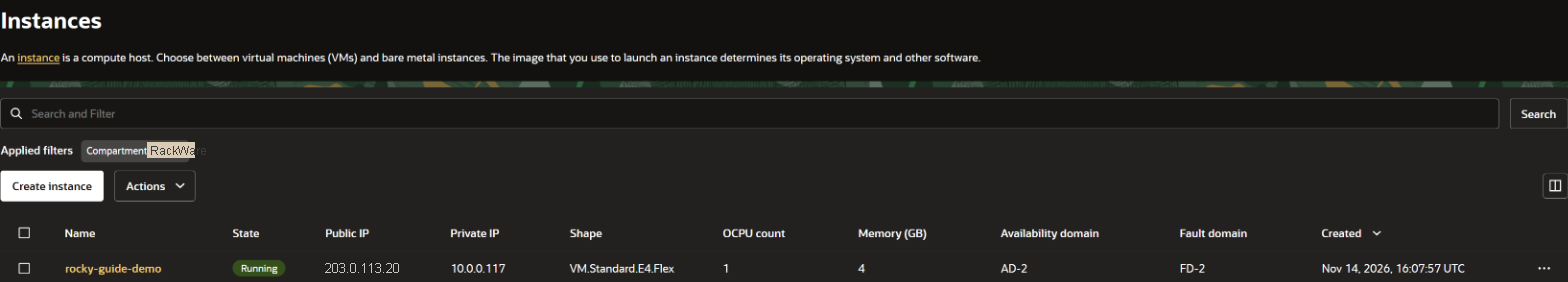 Instances
An instance is a compute host. Choose between virtual machines (VMs) and bare metal instances. The image that you use to launch an instance determines its operating system and other software.
Search and Filter Search
Applied filters Compartment RackWare
Create instance Actions
Name State Public IP Private IP Shape OCPU count Memory (GB) Availability domain Fault domain Created
rocky-guide-demo Running 203.0.113.20 10.0.0.117 VM.Standard.E4.Flex 1 4 AD-2 FD-2 Nov 14, 2026, 16:07:57 UTC